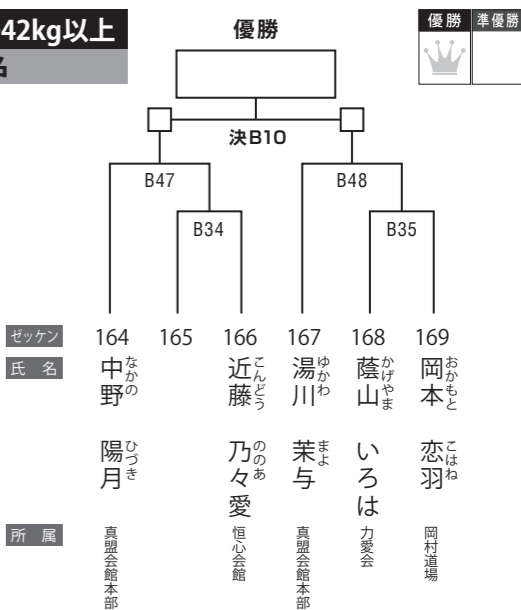 42kg以上
名
優勝
優勝 準優勝
決B10
B47 B48
B34 B35
ゼッケン 164 165 166 167 168 169
氏 名
中野 陽月
なかの ひづき
近藤 乃々愛
こんどう ののあ
湯川 茉与
ゆかわ まよ
蔭山 いろは
かげやま
岡本 恋羽
おかもと こはね
所 属
真盟会館本部
恒心会館
真盟会館本部
力愛会
岡村道場